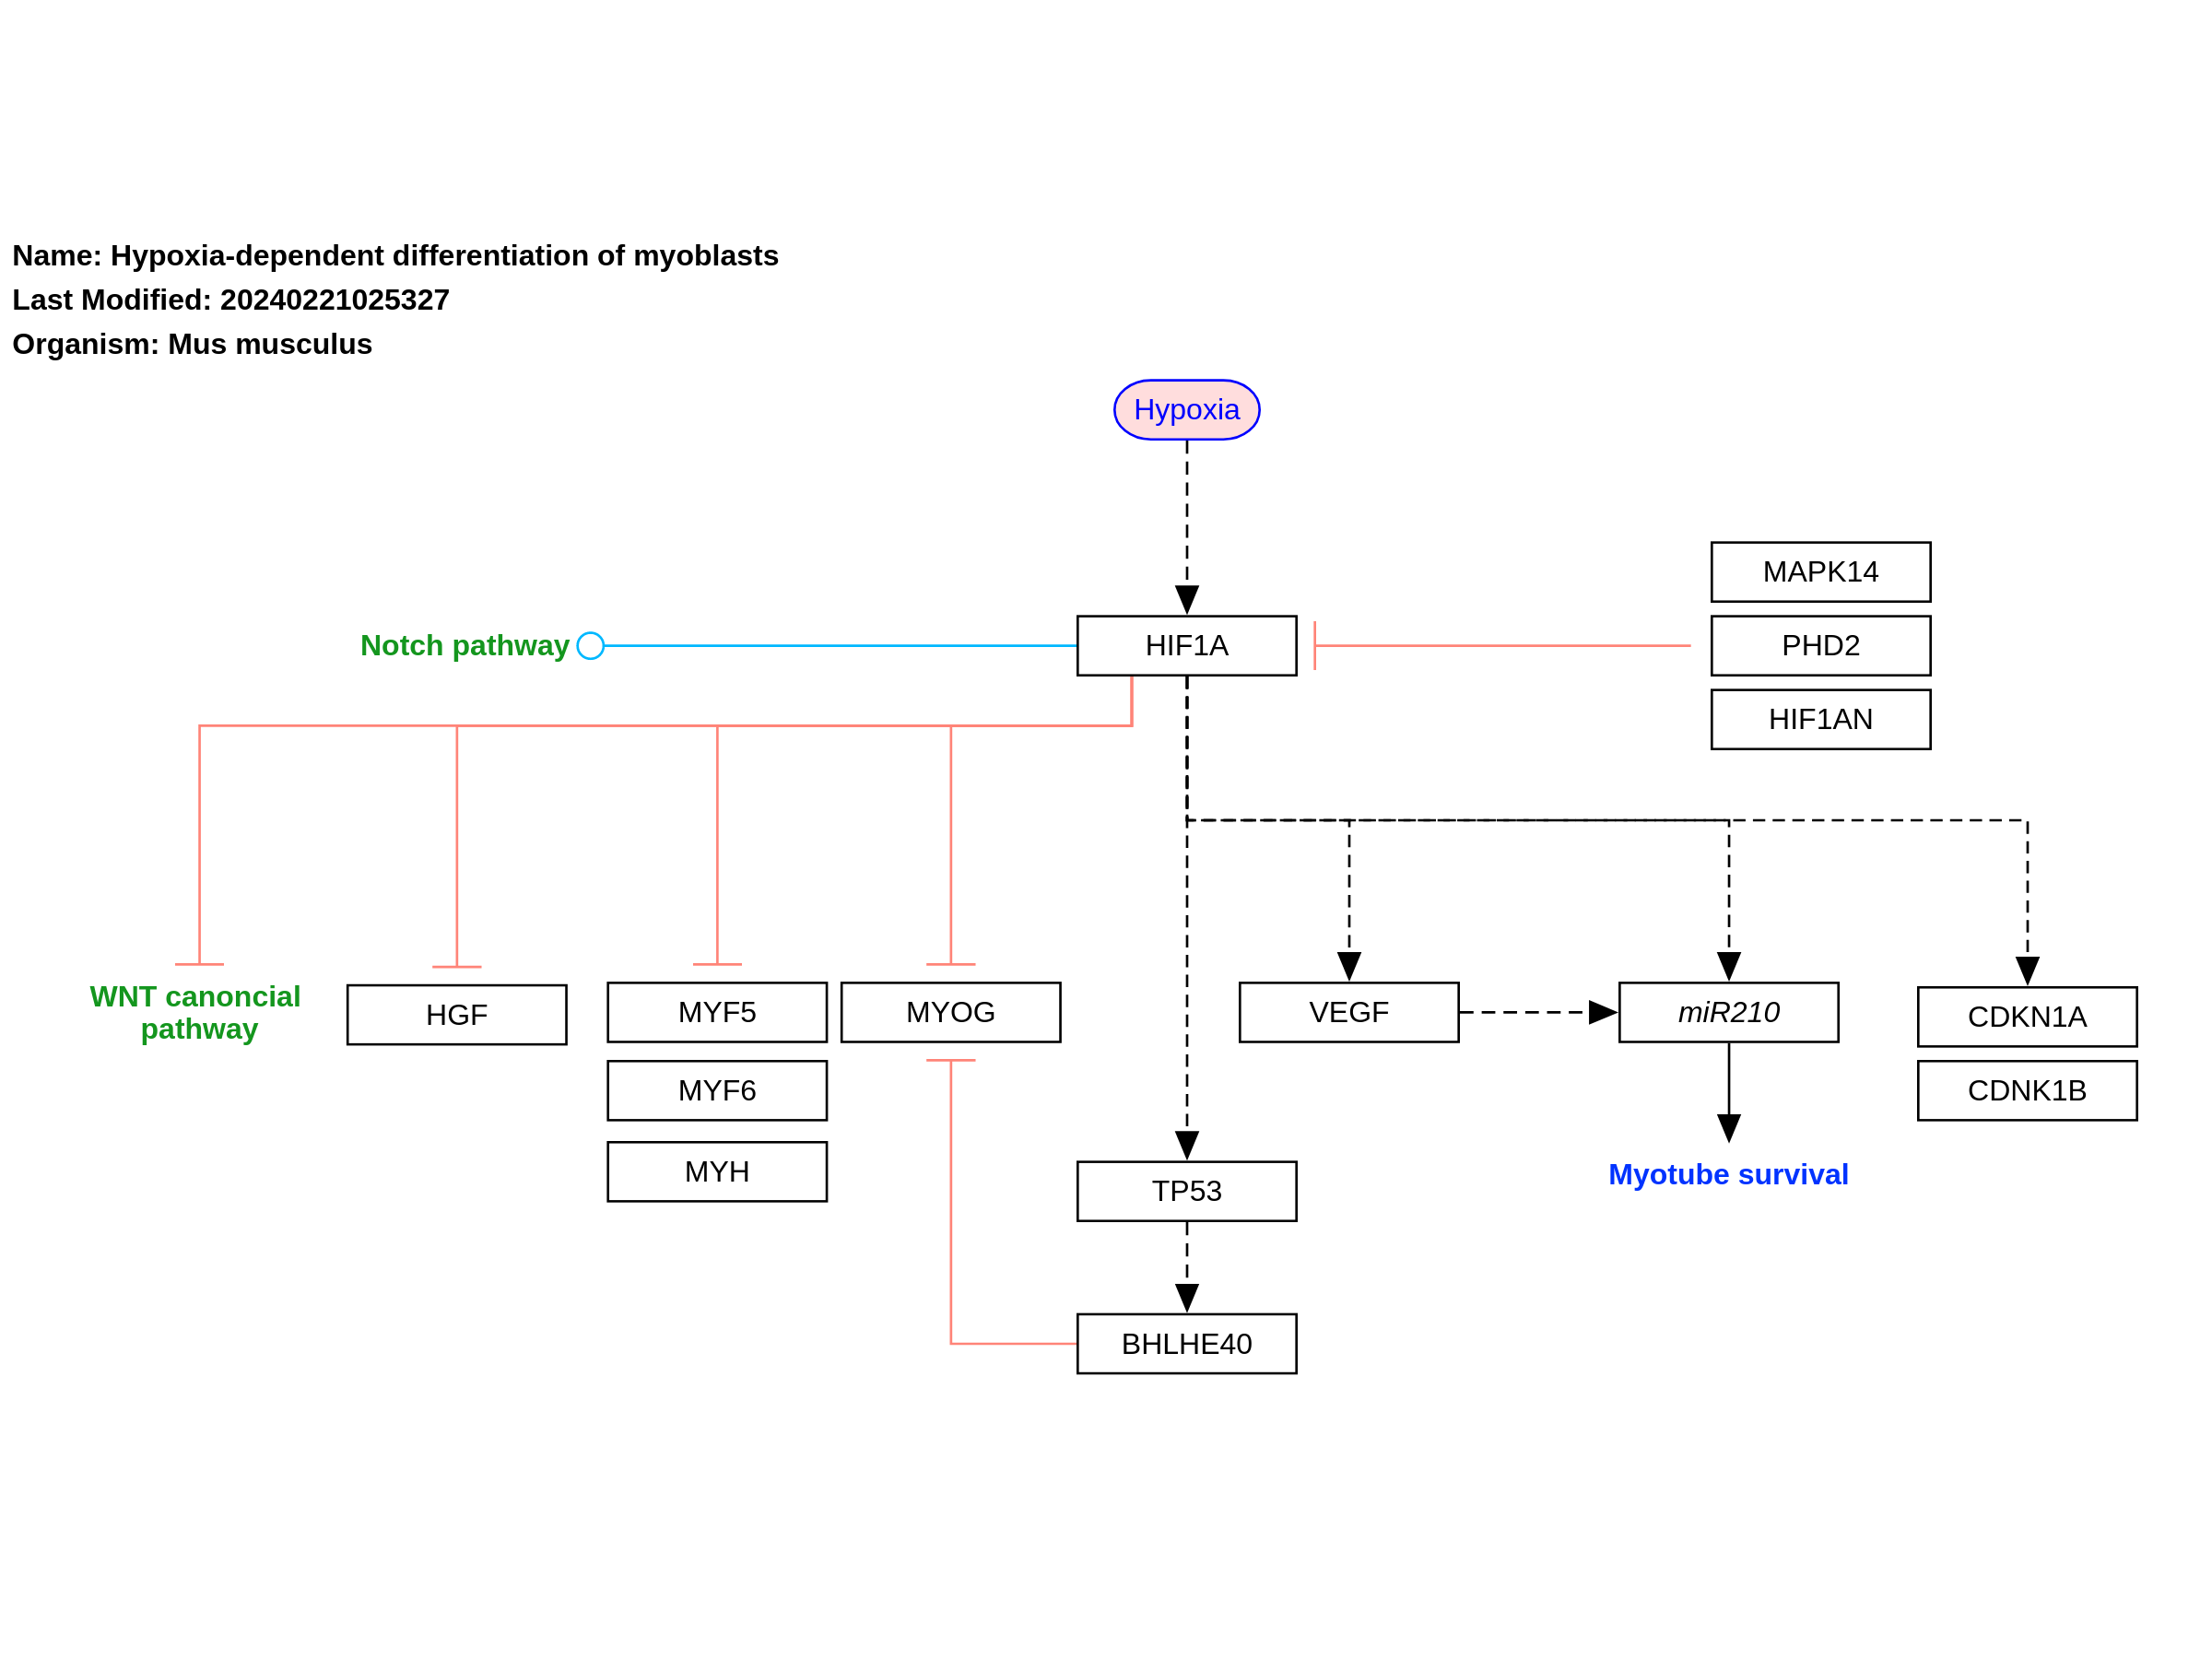 Name: Hypoxia-dependent differentiation of myoblasts
Last Modified: 20240221025327
Organism: Mus musculus
Hypoxia
MAPK14
Notch pathway
HIF1A
PHD2
HIF1AN
WNT canoncial
pathway
HGF
MYF5
MYOG
VEGF
miR210
CDKN1A
MYF6
CDNK1B
MYH
TP53
Myotube survival
BHLHE40